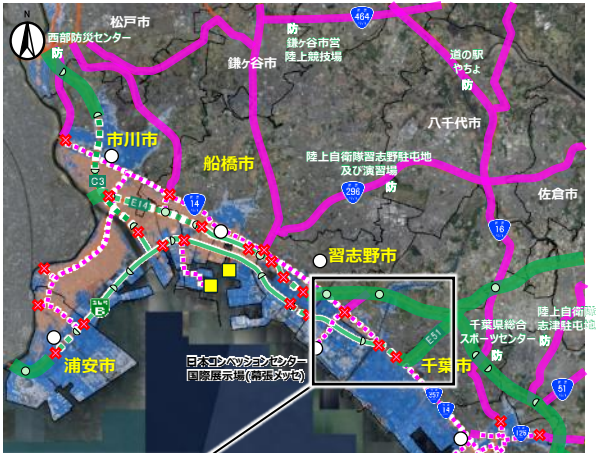 N
松戸市
464
西部防災センター
防
防
鎌ヶ谷市営
陸上競技場
鎌ヶ谷市
道の駅
やちよ
防
八千代市
市川市
船橋市
陸上自衛隊習志野駐屯地
及び演習場
防
296
佐倉市
C3
E14
14
16
習志野市
357
B
E51
千葉県総合
スポーツセンター
防
陸上自衛隊
志津駐屯地
防
日本コンベンションセンター
国際展示場(幕張メッセ)
浦安市
千葉市
357
14
51
126